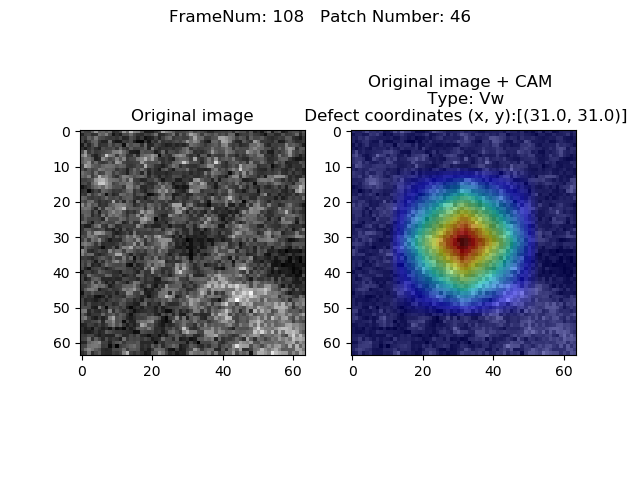 FrameNum: 108   Patch Number: 46
Original image
Original image + CAM
Type: Vw
Defect coordinates (x, y):[(31.0, 31.0)]
0
10
20
30
40
50
60
0 20 40 60
0
10
20
30
40
50
60
0 20 40 60